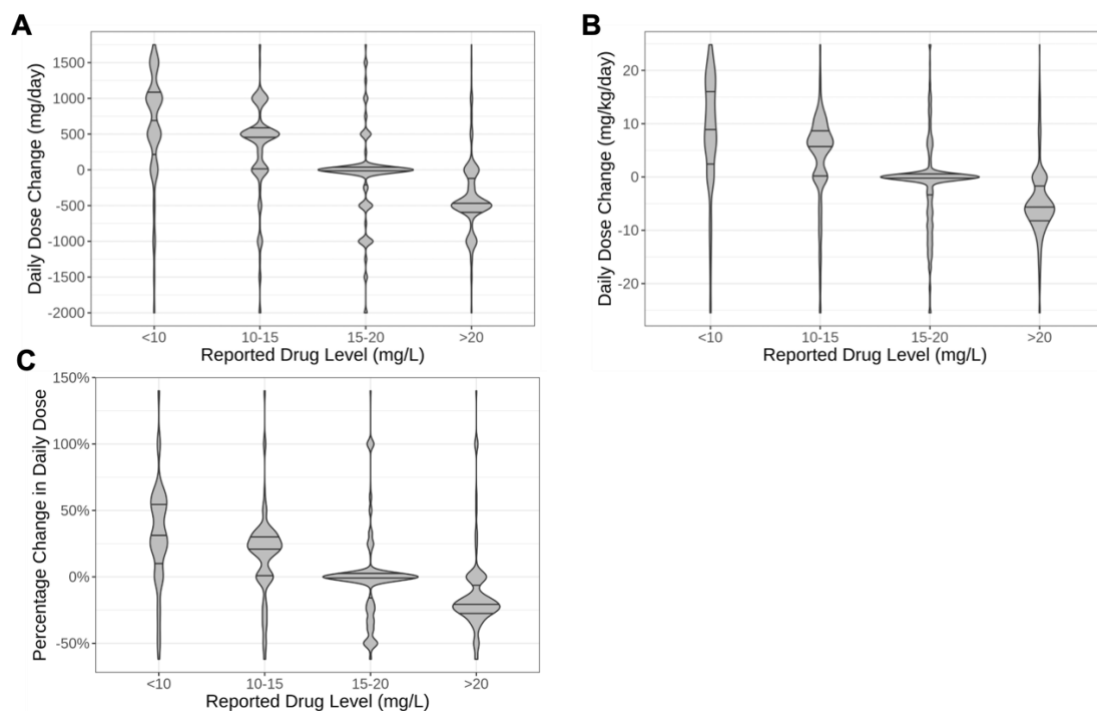 A
Daily Dose Change (mg/day)
1500
1000
500
0
-500
-1000
-1500
-2000
<10 10-15 15-20 >20
Reported Drug Level (mg/L)
B
Daily Dose Change (mg/kg/day)
20
10
0
-10
-20
<10 10-15 15-20 >20
Reported Drug Level (mg/L)
C
Percentage Change in Daily Dose
150%
100%
50%
0%
-50%
<10 10-15 15-20 >20
Reported Drug Level (mg/L)